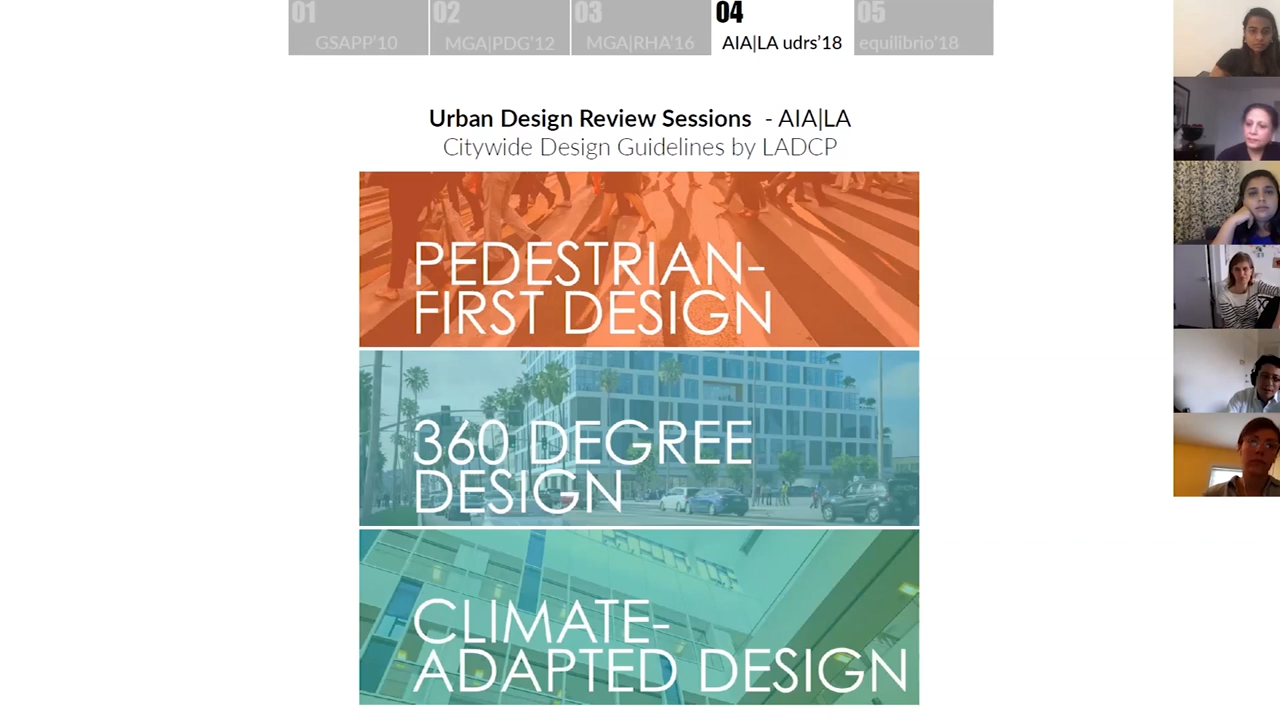 01
GSAPP'10
02
MGA|PDG'12
03
MGA|RHA'16
04
AIA|LA udrs'18
05
equilibrio'18
Urban Design Review Sessions - AIA|LA
Citywide Design Guidelines by LADCP
PEDESTRIAN-
FIRST DESIGN
360 DEGREE
DESIGN
CLIMATE-
ADAPTED DESIGN